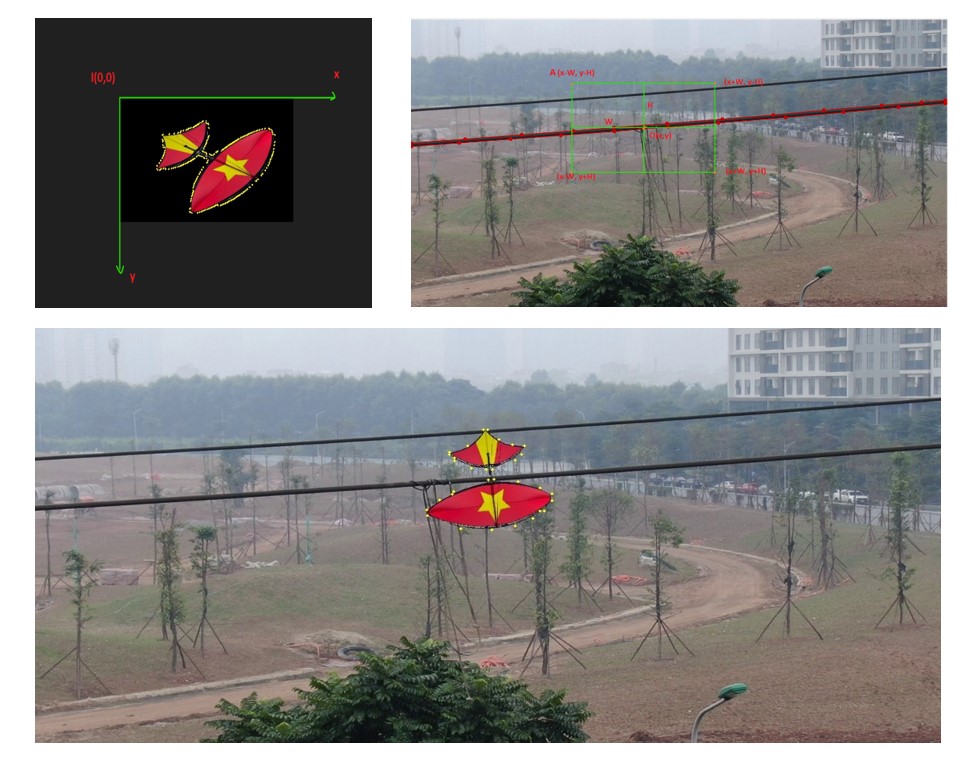 I(0,0)
x
y
A (x-W, y-H)
(x+W, y-H)
H
W
O(x,y)
(x-W, y+H)
(x+W, y+H)